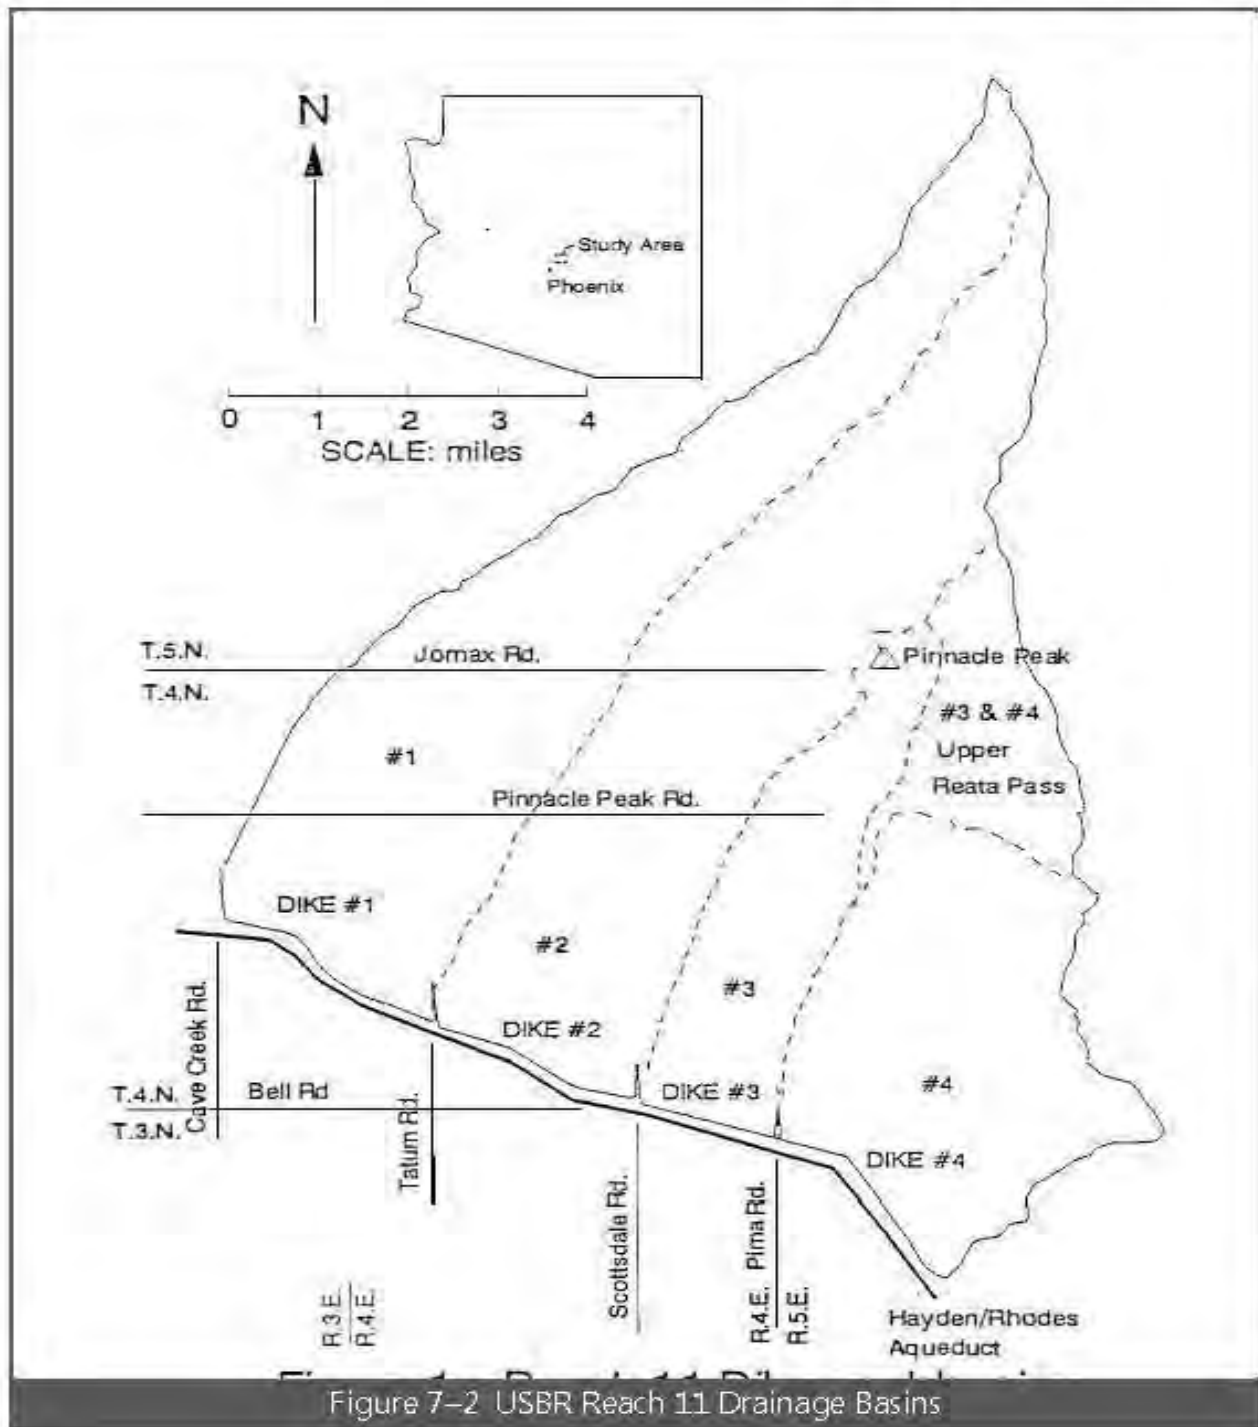 N
Study Area
Phoenix
0 1 2 3 4
SCALE: miles
T.5.N.
Jomax Rd.
Pinnacle Peak
T.4.N.
#3 & #4
#1
Upper
Pinnacle Peak Rd.
Reata Pass
DIKE #1
#2
#3
DIKE #2
Cave Creek Rd.
T.4.N.
Bell Rd
DIKE #3
#4
T.3.N.
Tatum Rd.
DIKE #4
Scottsdale Rd.
Pima Rd.
R.3.E.
R.4.E.
R.4.E.
R.5.E.
Hayden/Rhodes
Aqueduct
Figure 7–2 USBR Reach 11 Drainage Basins